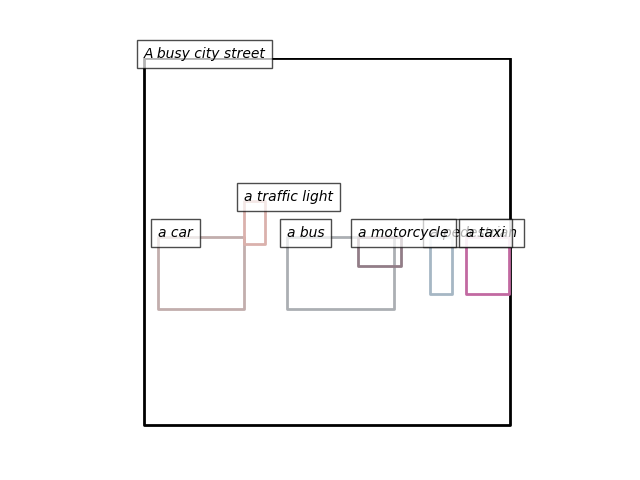 A busy city street
a traffic light
a car
a bus
a motorcycle
a pedestrian
a taxi